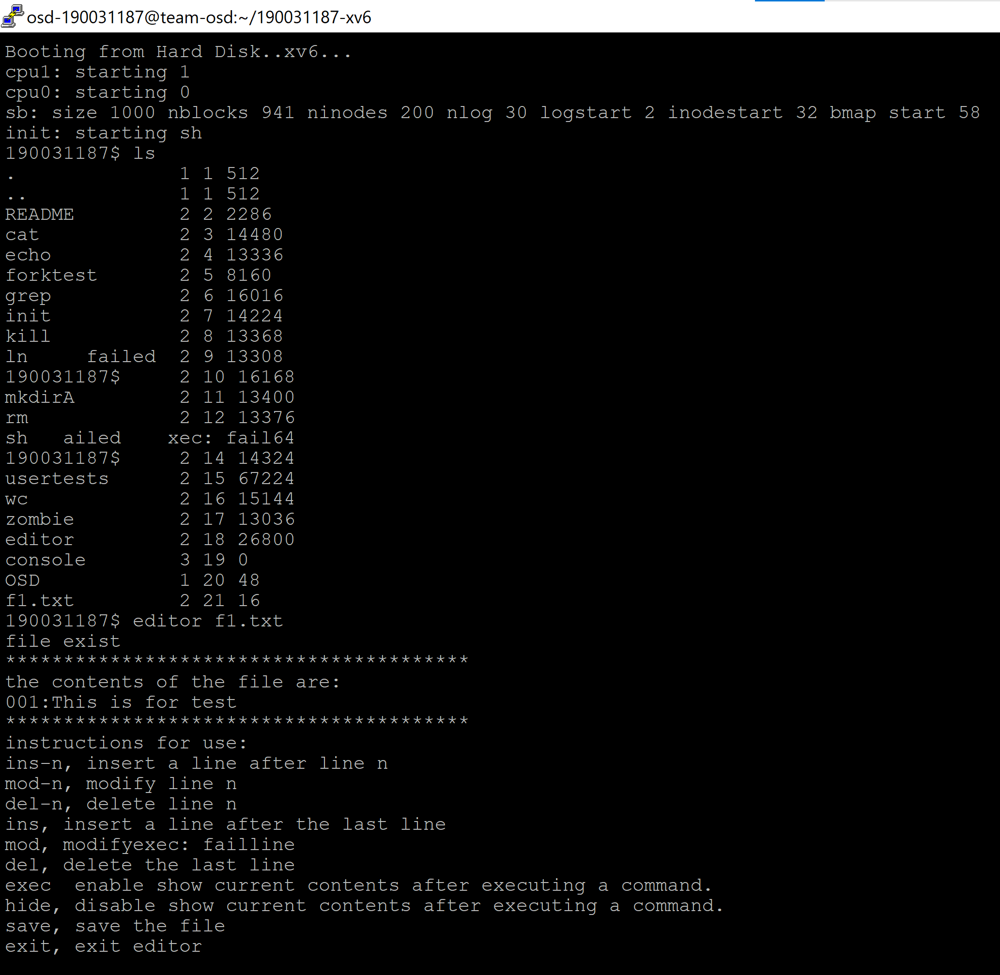 osd-190031187@team-osd:~/190031187-xv6
Booting from Hard Disk..xv6...
cpu1: starting 1
cpu0: starting 0
sb: size 1000 nblocks 941 ninodes 200 nlog 30 logstart 2 inodestart 32 bmap start 58
init: starting sh
190031187$ ls
.              1 1 512
..             1 1 512
README         2 2 2286
cat            2 3 14480
echo           2 4 13336
forktest       2 5 8160
grep           2 6 16016
init           2 7 14224
kill           2 8 13368
ln     failed  2 9 13308
190031187$     2 10 16168
mkdirA         2 11 13400
rm             2 12 13376
sh   ailed    xec: fail64
190031187$     2 14 14324
usertests      2 15 67224
wc             2 16 15144
zombie         2 17 13036
editor         2 18 26800
console        3 19 0
OSD            1 20 48
f1.txt         2 21 16
190031187$ editor f1.txt
file exist
****************************************
the contents of the file are:
001:This is for test
****************************************
instructions for use:
ins-n, insert a line after line n
mod-n, modify line n
del-n, delete line n
ins, insert a line after the last line
mod, modifyexec: failline
del, delete the last line
exec  enable show current contents after executing a command.
hide, disable show current contents after executing a command.
save, save the file
exit, exit editor